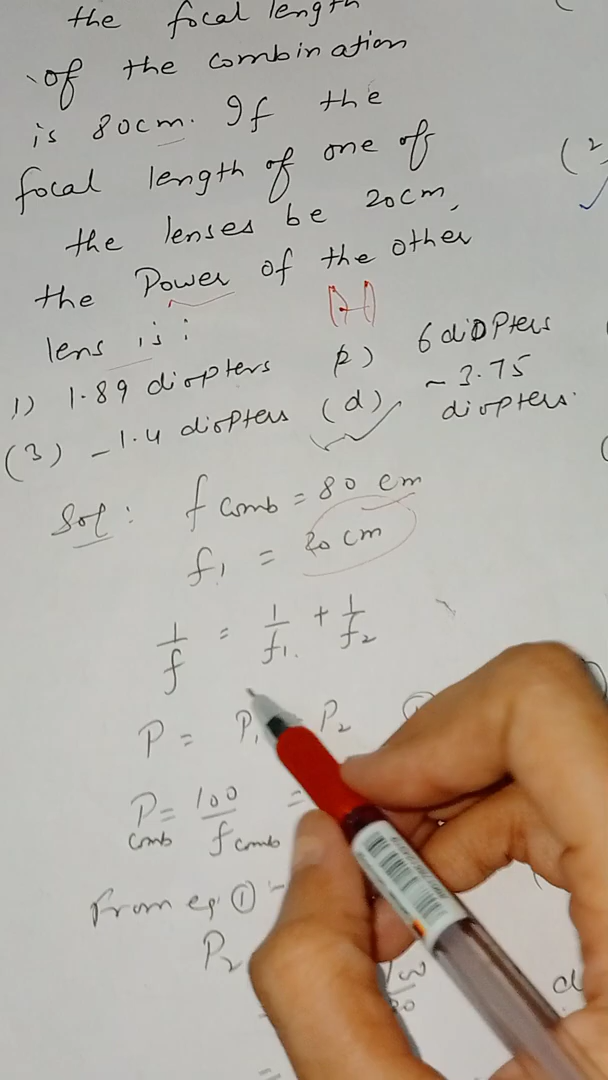 the focal length
of the combination
is 80cm. If the
focal length of one of
the lenses be 20cm,
the Power of the other
lens is:
1) 1.89 diopters (2) 6 diopters
(3) -1.4 diopters (d) -3.75 diopters.
Sol: f comb = 80 cm
f1 = 20 cm
1/f = 1/f1. + 1/f2
P = P1 P2
P comb = 100/f comb =
From eq ① -
P2
=
(2